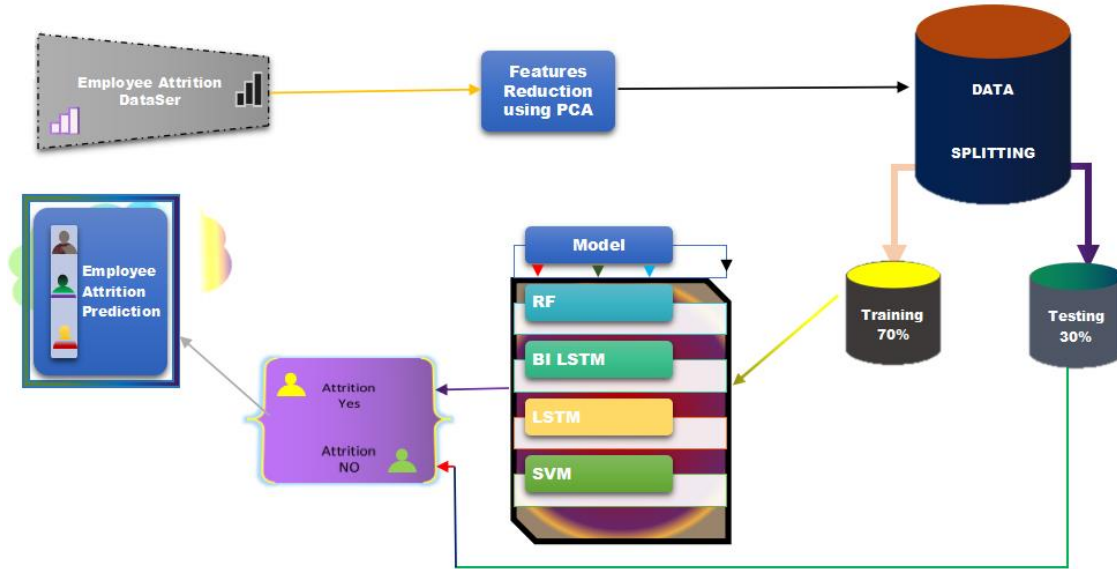 Employee Attrition
DataSer
Features
Reduction
using PCA
DATA
SPLITTING
Training
70%
Testing
30%
Model
RF
BI LSTM
LSTM
SVM
Attrition
Yes
Attrition
NO
Employee
Attrition
Prediction